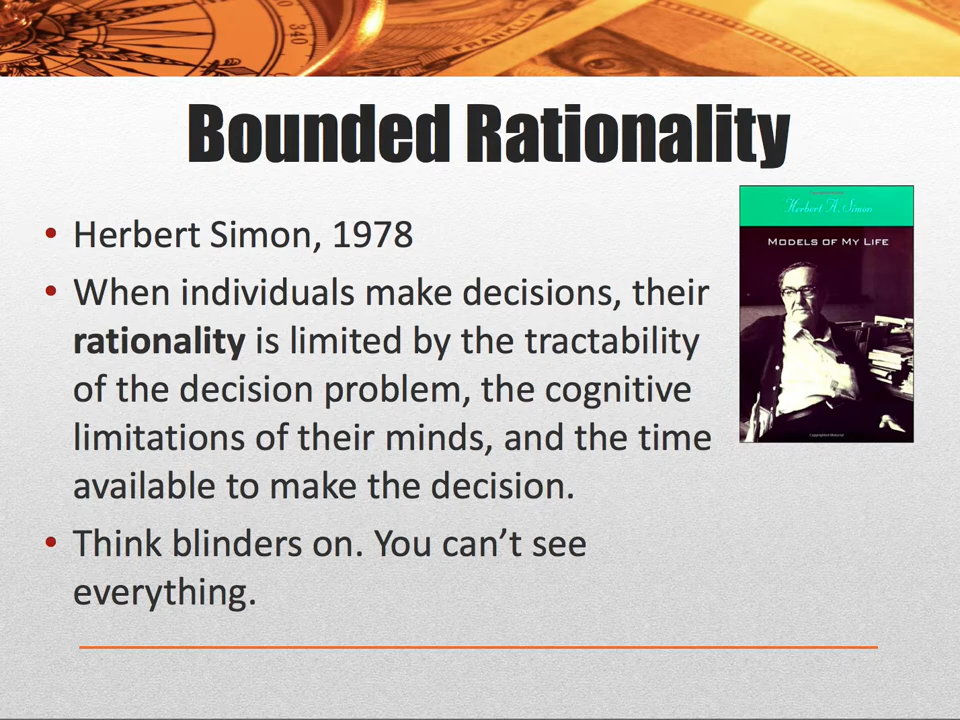 FRANKLIN
Bounded Rationality
• Herbert Simon, 1978
• When individuals make decisions, their
rationality is limited by the tractability
of the decision problem, the cognitive
limitations of their minds, and the time
available to make the decision.
• Think blinders on. You can’t see
everything.
Herbert A. Simon
MODELS OF MY LIFE